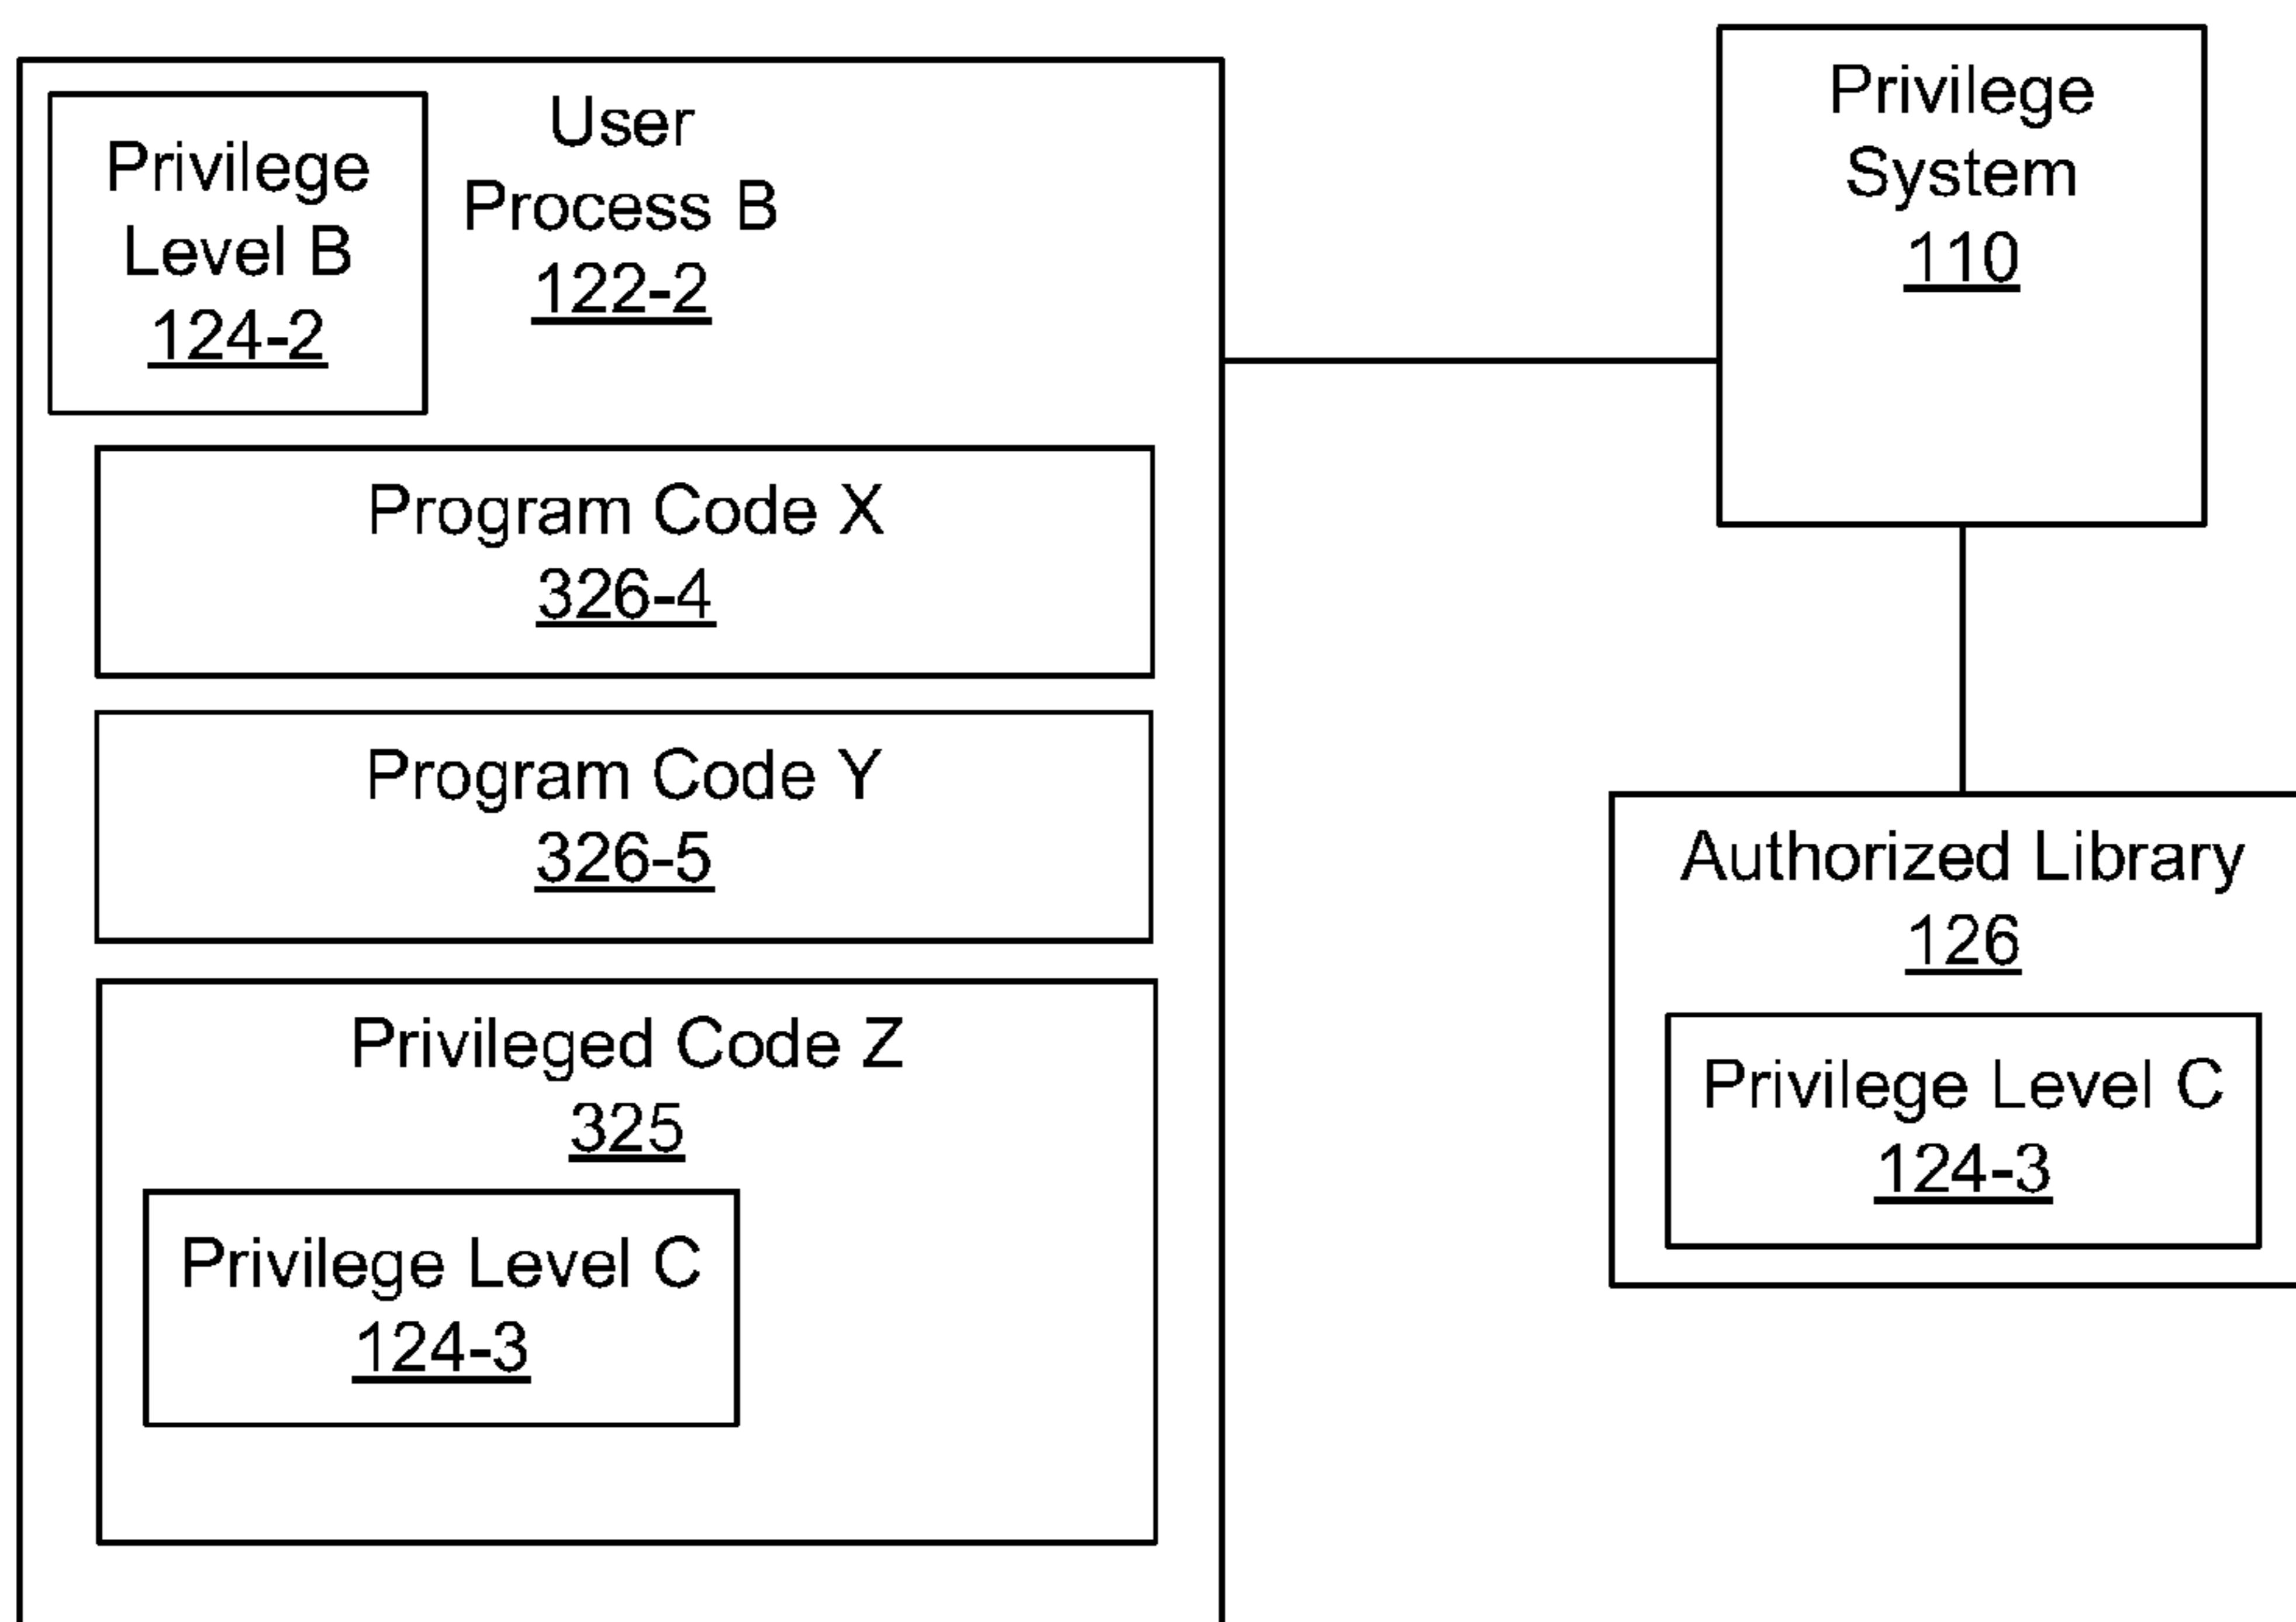 Privilege
Level B
124-2
User
Process B
122-2
Program Code X
326-4
Program Code Y
326-5
Privileged Code Z
325
Privilege Level C
124-3
Privilege
System
110
Authorized Library
126
Privilege Level C
124-3